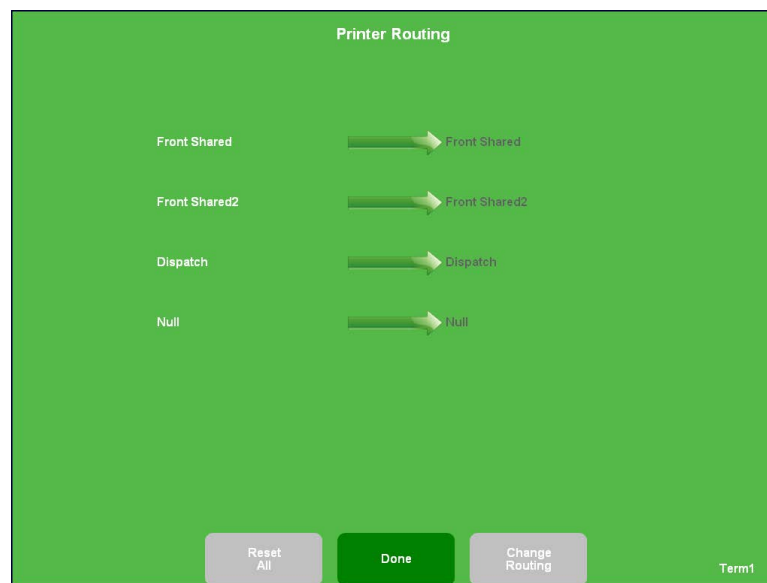 Printer Routing
Front Shared Front Shared
Front Shared2 Front Shared2
Dispatch Dispatch
Null Null
Reset All
Done
Change Routing
Term1